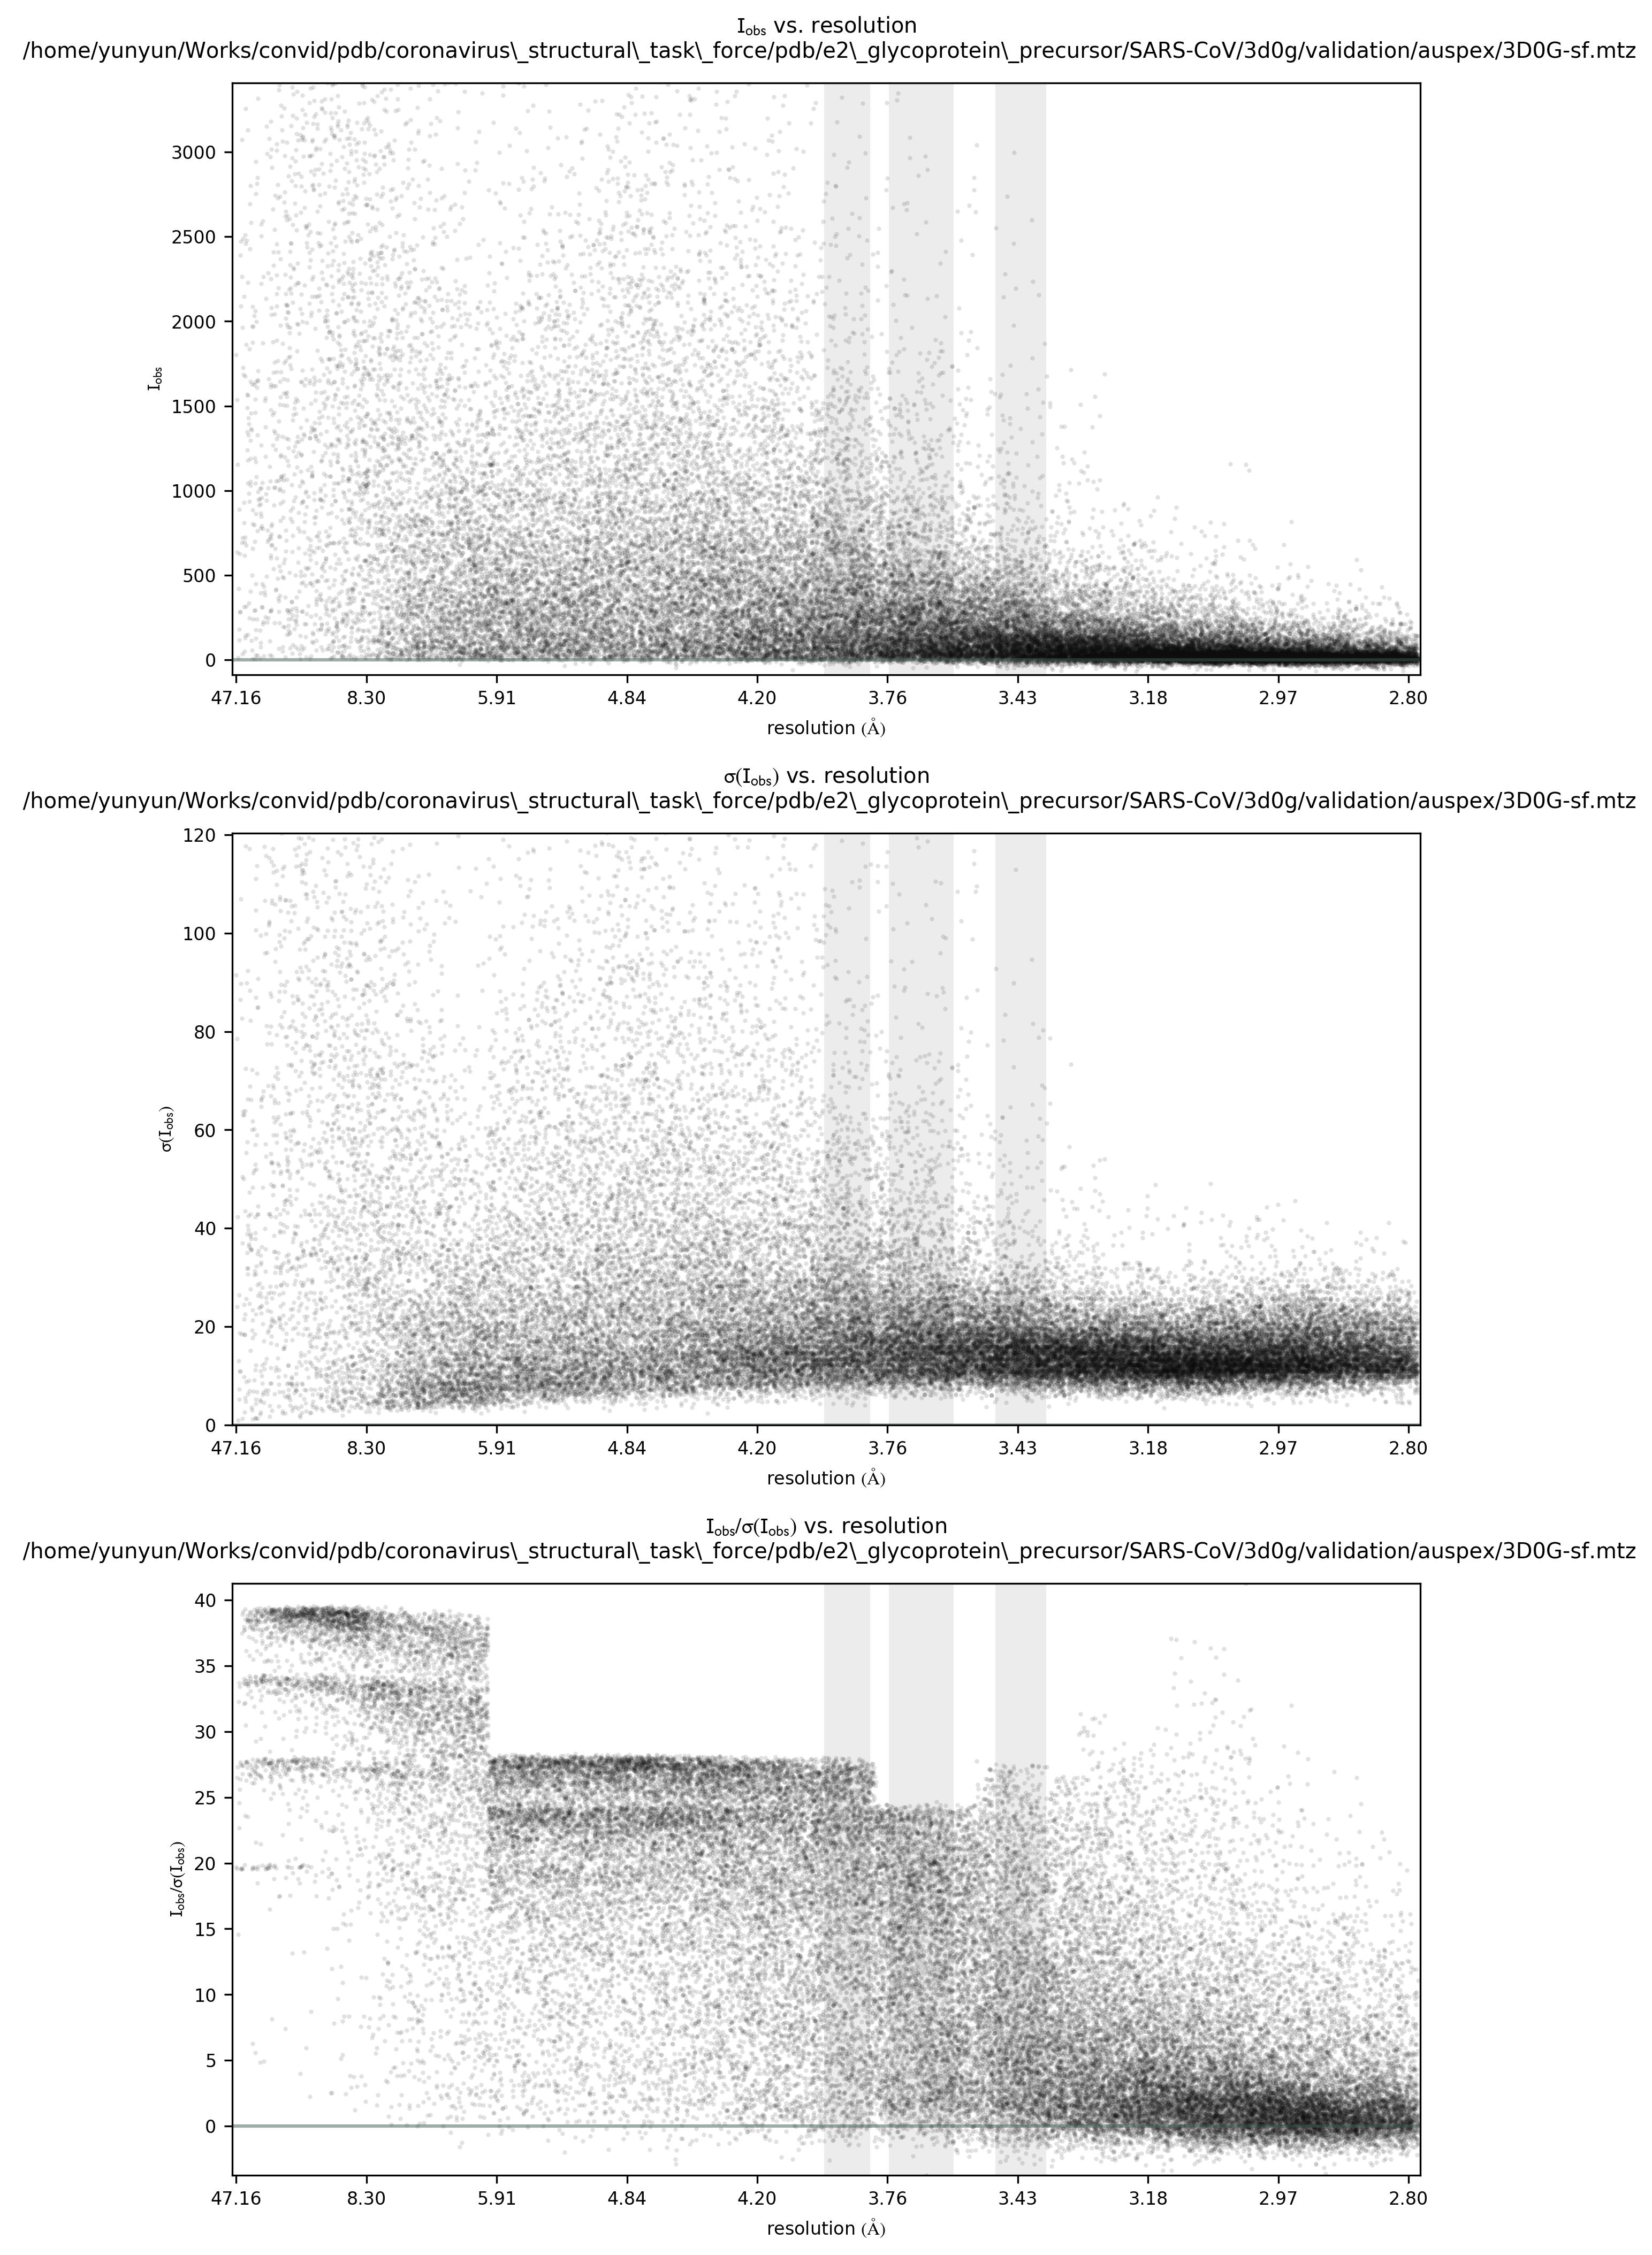 Iobs vs. resolution
/home/yunyun/Works/convid/pdb/coronavirus\_structural\_task\_force/pdb/e2\_glycoprotein\_precursor/SARS-CoV/3d0g/validation/auspex/3D0G-sf.mtz
3000
2500
2000
1500
1000
500
0
Iobs
47.16 8.30 5.91 4.84 4.20 3.76 3.43 3.18 2.97 2.80
resolution (Å)
σ(Iobs) vs. resolution
/home/yunyun/Works/convid/pdb/coronavirus\_structural\_task\_force/pdb/e2\_glycoprotein\_precursor/SARS-CoV/3d0g/validation/auspex/3D0G-sf.mtz
120
100
80
60
40
20
0
σ(Iobs)
47.16 8.30 5.91 4.84 4.20 3.76 3.43 3.18 2.97 2.80
resolution (Å)
Iobs/σ(Iobs) vs. resolution
/home/yunyun/Works/convid/pdb/coronavirus\_structural\_task\_force/pdb/e2\_glycoprotein\_precursor/SARS-CoV/3d0g/validation/auspex/3D0G-sf.mtz
40
35
30
25
20
15
10
5
0
Iobs/σ(Iobs)
47.16 8.30 5.91 4.84 4.20 3.76 3.43 3.18 2.97 2.80
resolution (Å)